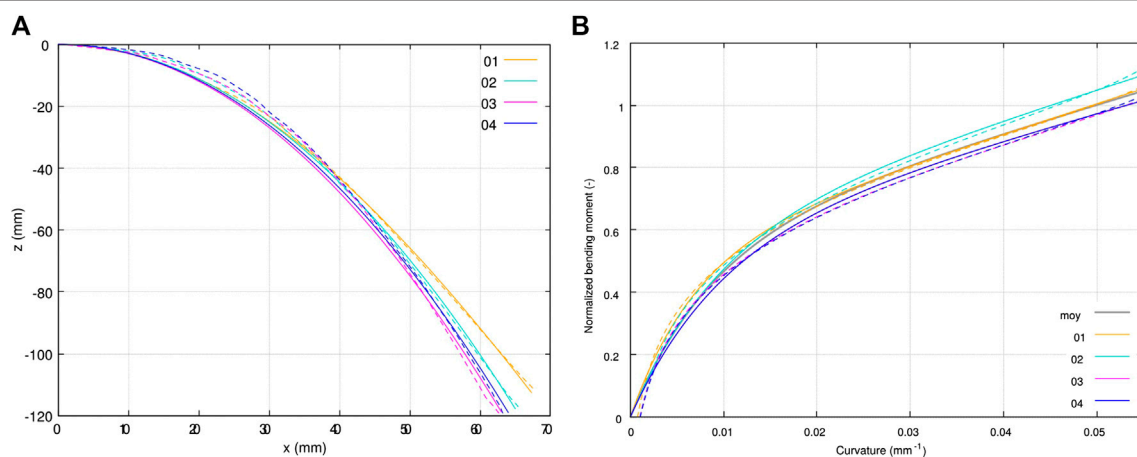 A
0
-20
-40
-60
-80
-100
-120
z (mm)
0 10 20 30 40 50 60 70
x (mm)
01
02
03
04
B
1.2
1
0.8
0.6
0.4
0.2
0
Normalized bending moment (-)
0 0.01 0.02 0.03 0.04 0.05
Curvature (mm-1)
moy
01
02
03
04